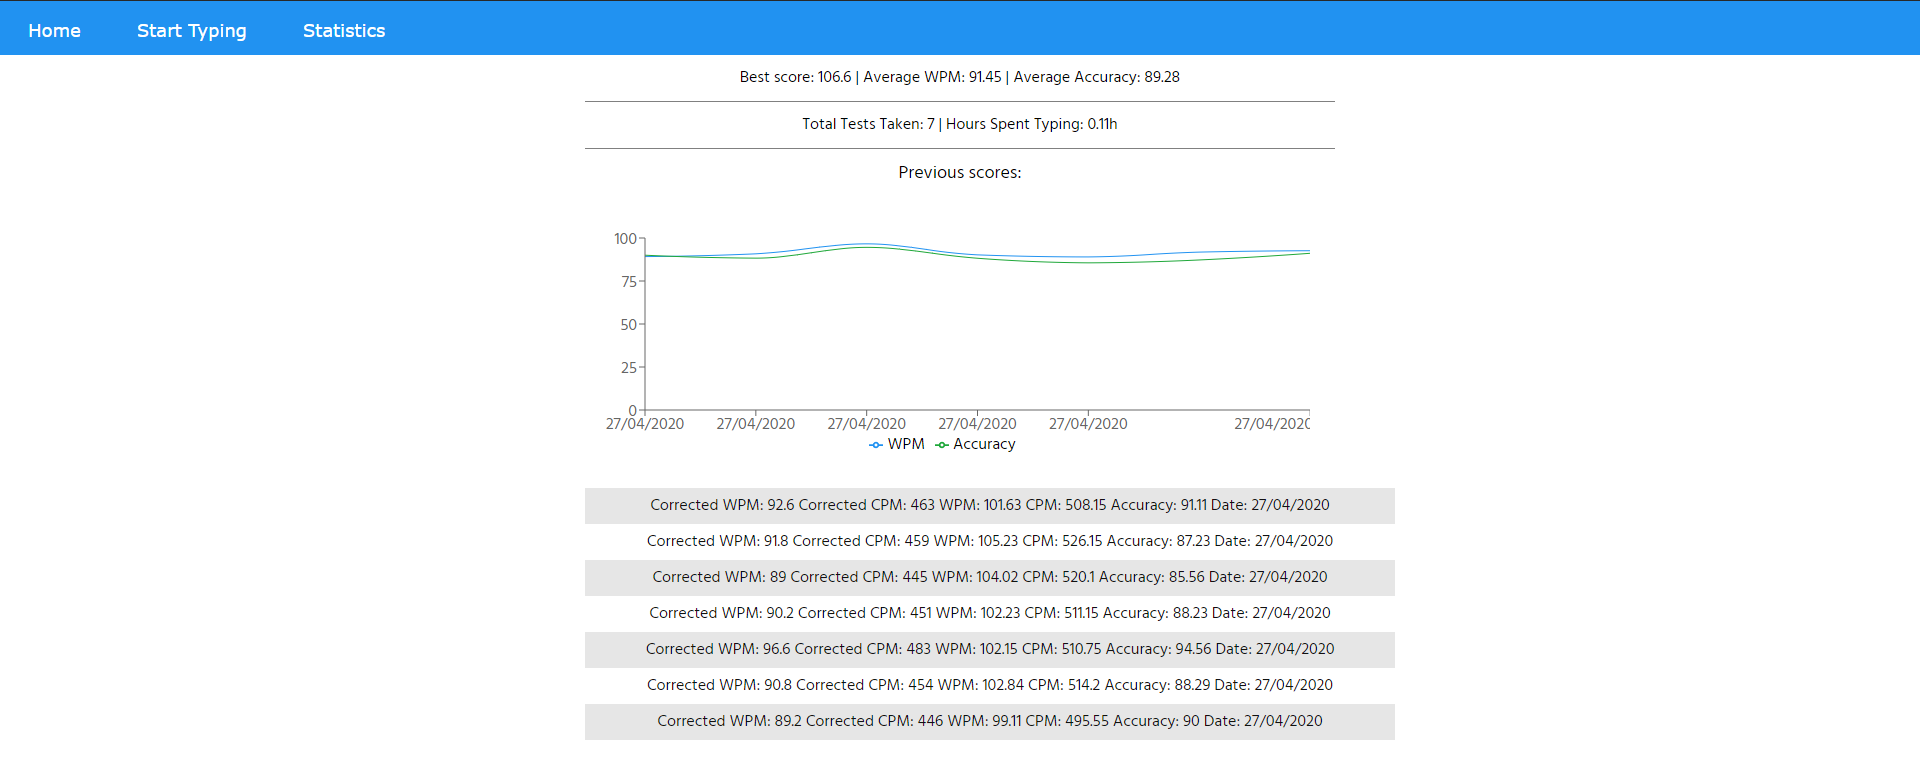 Home Start Typing Statistics
Best score: 106.6 | Average WPM: 91.45 | Average Accuracy: 89.28
Total Tests Taken: 7 | Hours Spent Typing: 0.11h
Previous scores:
100
75
50
25
0
27/04/2020 27/04/2020 27/04/2020 27/04/2020 27/04/2020 27/04/2020
WPM Accuracy
Corrected WPM: 92.6 Corrected CPM: 463 WPM: 101.63 CPM: 508.15 Accuracy: 91.11 Date: 27/04/2020
Corrected WPM: 91.8 Corrected CPM: 459 WPM: 105.23 CPM: 526.15 Accuracy: 87.23 Date: 27/04/2020
Corrected WPM: 89 Corrected CPM: 445 WPM: 104.02 CPM: 520.1 Accuracy: 85.56 Date: 27/04/2020
Corrected WPM: 90.2 Corrected CPM: 451 WPM: 102.23 CPM: 511.15 Accuracy: 88.23 Date: 27/04/2020
Corrected WPM: 96.6 Corrected CPM: 483 WPM: 102.15 CPM: 510.75 Accuracy: 94.56 Date: 27/04/2020
Corrected WPM: 90.8 Corrected CPM: 454 WPM: 102.84 CPM: 514.2 Accuracy: 88.29 Date: 27/04/2020
Corrected WPM: 89.2 Corrected CPM: 446 WPM: 99.11 CPM: 495.55 Accuracy: 90 Date: 27/04/2020